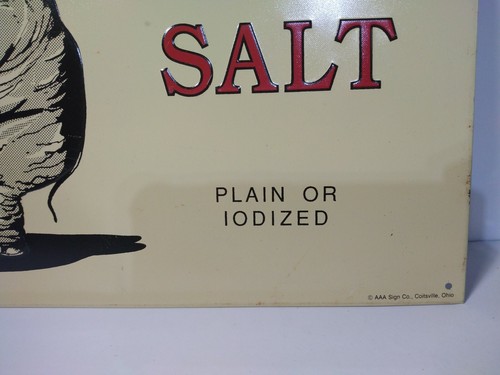 SALT
PLAIN OR
IODIZED
© AAA Sign Co., Coitsville, Ohio